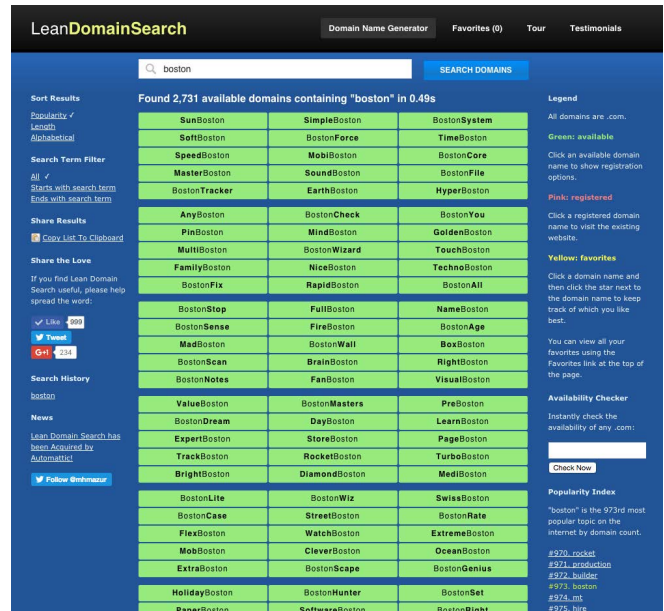 LeanDomainSearch
Domain Name Generator
Favorites (0)
Tour
Testimonials
boston
SEARCH DOMAINS
Sort Results
Popularity ✓
Length
Alphabetical
Search Term Filter
All ✓
Starts with search term
Ends with search term
Share Results
Copy List To Clipboard
Share the Love
If you find Lean Domain
Search useful, please help
spread the word:
Like 999
Tweet
G+1 234
Search History
boston
News
Lean Domain Search has
been Acquired by
Automattic!
Follow @mhmazur
Found 2,731 available domains containing "boston" in 0.49s
SunBoston SimpleBoston BostonSystem
SoftBoston BostonForce TimeBoston
SpeedBoston MobiBoston BostonCore
MasterBoston SoundBoston BostonFile
BostonTracker EarthBoston HyperBoston
AnyBoston BostonCheck BostonYou
PinBoston MindBoston GoldenBoston
MultiBoston BostonWizard TouchBoston
FamilyBoston NiceBoston TechnoBoston
BostonFix RapidBoston BostonAll
BostonStop FullBoston NameBoston
BostonSense FireBoston BostonAge
MadBoston BostonWall BoxBoston
BostonScan BrainBoston RightBoston
BostonNotes FanBoston VisualBoston
ValueBoston BostonMasters PreBoston
BostonDream DayBoston LearnBoston
ExpertBoston StoreBoston PageBoston
TrackBoston RocketBoston TurboBoston
BrightBoston DiamondBoston MediBoston
BostonLite BostonWiz SwissBoston
BostonCase StreetBoston BostonRate
FlexBoston WatchBoston ExtremeBoston
MobBoston CleverBoston OceanBoston
ExtraBoston BostonScape BostonGenius
HolidayBoston BostonHunter BostonSet
PaperBoston SoftwareBoston BostonRight
Legend
All domains are .com.
Green: available
Click an available domain
name to show registration
options.
Pink: registered
Click a registered domain
name to visit the existing
website.
Yellow: favorites
Click a domain name and
then click the star next to
the domain name to keep
track of which you like
best.
You can view all your
favorites using the
Favorites link at the top of
the page.
Availability Checker
Instantly check the
availability of any .com:
Check Now
Popularity Index
"boston" is the 973rd most
popular topic on the
internet by domain count.
#970. rocket
#971. production
#972. builder
#973. boston
#974. mt
#975. hire